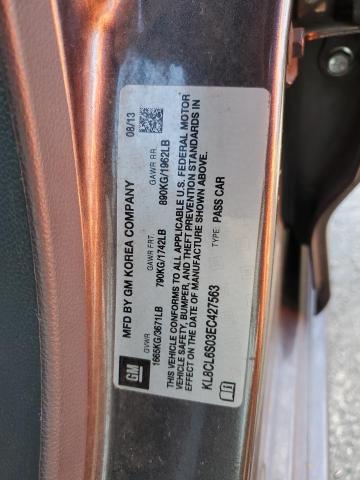 GM
MFD BY GM KOREA COMPANY 08/13
GVWR GAWR FRT. GAWR RR.
1665KG/3671LB 790KG/1742LB 890KG/1962LB
THIS VEHICLE CONFORMS TO ALL APPLICABLE U.S. FEDERAL MOTOR
VEHICLE SAFETY, BUMPER, AND THEFT PREVENTION STANDARDS IN
EFFECT ON THE DATE OF MANUFACTURE SHOWN ABOVE.
KL8CL6S03EC427563 TYPE: PASS CAR